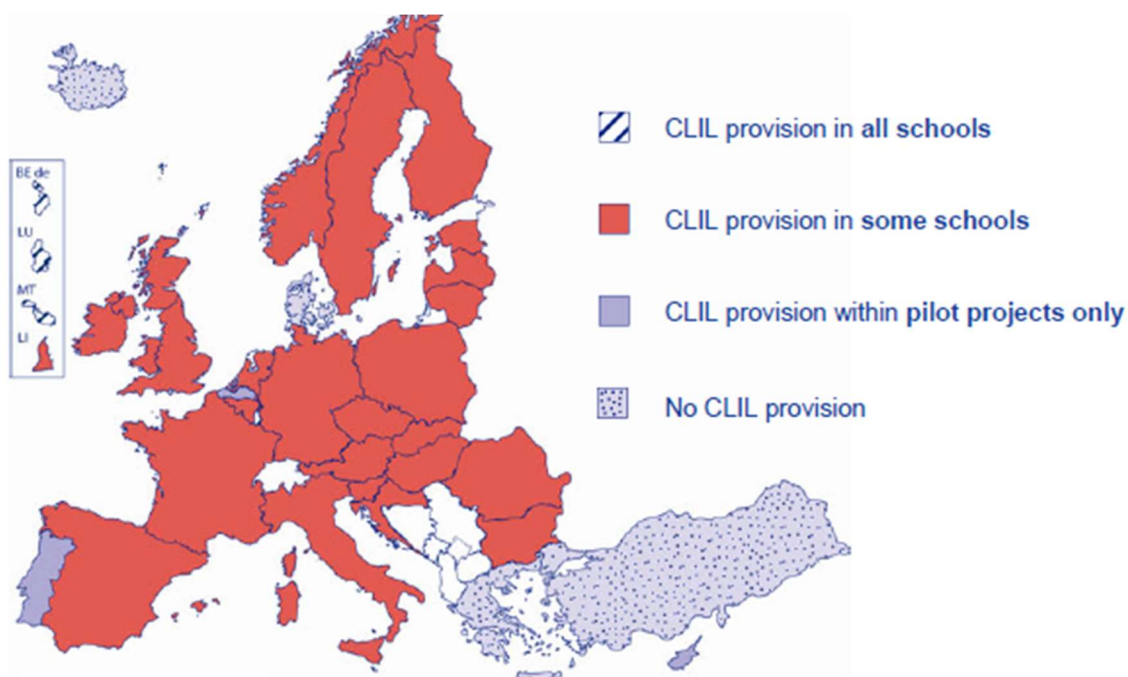 BE de
LU
MT
LI
CLIL provision in all schools
CLIL provision in some schools
CLIL provision within pilot projects only
No CLIL provision